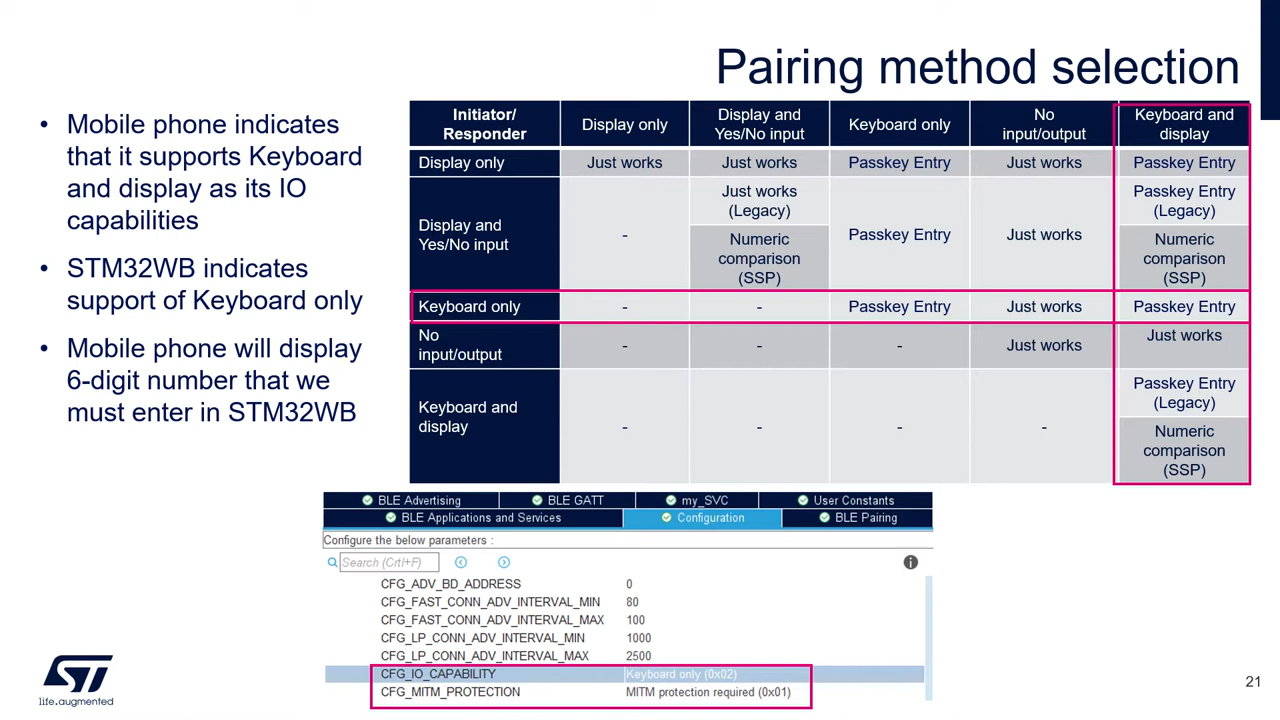 Pairing method selection
• Mobile phone indicates
that it supports Keyboard
and display as its IO
capabilities
• STM32WB indicates
support of Keyboard only
• Mobile phone will display
6-digit number that we
must enter in STM32WB
Initiator/
Responder
Display only
Display and
Yes/No input
Keyboard only
No
input/output
Keyboard and
display
Display only
Just works
Just works
Passkey Entry
Just works
Passkey Entry
Display and
Yes/No input
-
Just works
(Legacy)
Numeric
comparison
(SSP)
Passkey Entry
Just works
Passkey Entry
(Legacy)
Numeric
comparison
(SSP)
Keyboard only
-
-
Passkey Entry
Just works
Passkey Entry
No
input/output
-
-
-
Just works
Just works
Keyboard and
display
-
-
-
-
Passkey Entry
(Legacy)
Numeric
comparison
(SSP)
BLE Advertising
BLE GATT
my_SVC
User Constants
BLE Applications and Services
Configuration
BLE Pairing
Configure the below parameters :
Search (Crtl+F)
CFG_ADV_BD_ADDRESS 0
CFG_FAST_CONN_ADV_INTERVAL_MIN 80
CFG_FAST_CONN_ADV_INTERVAL_MAX 100
CFG_LP_CONN_ADV_INTERVAL_MIN 1000
CFG_LP_CONN_ADV_INTERVAL_MAX 2500
CFG_IO_CAPABILITY Keyboard only (0x02)
CFG_MITM_PROTECTION MITM protection required (0x01)
ST
life.augmented
21